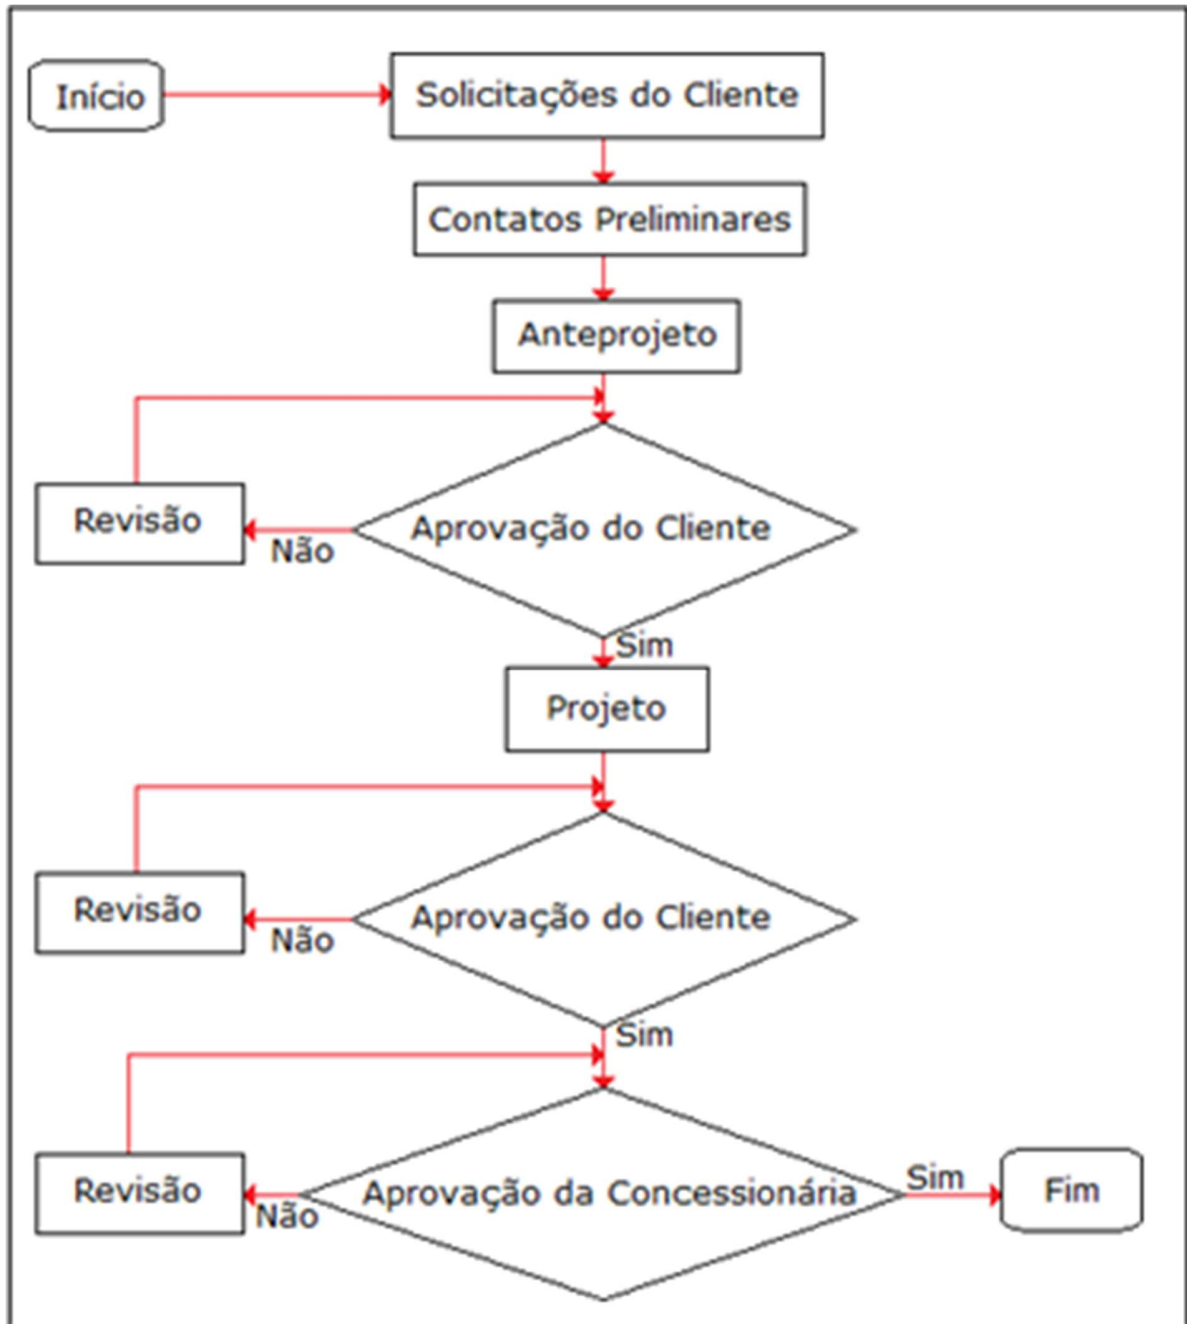 Início
Solicitações do Cliente
Contatos Preliminares
Anteprojeto
Aprovação do Cliente
Revisão
Não
Sim
Projeto
Aprovação do Cliente
Revisão
Não
Sim
Aprovação da Concessionária
Revisão
Não
Sim
Fim